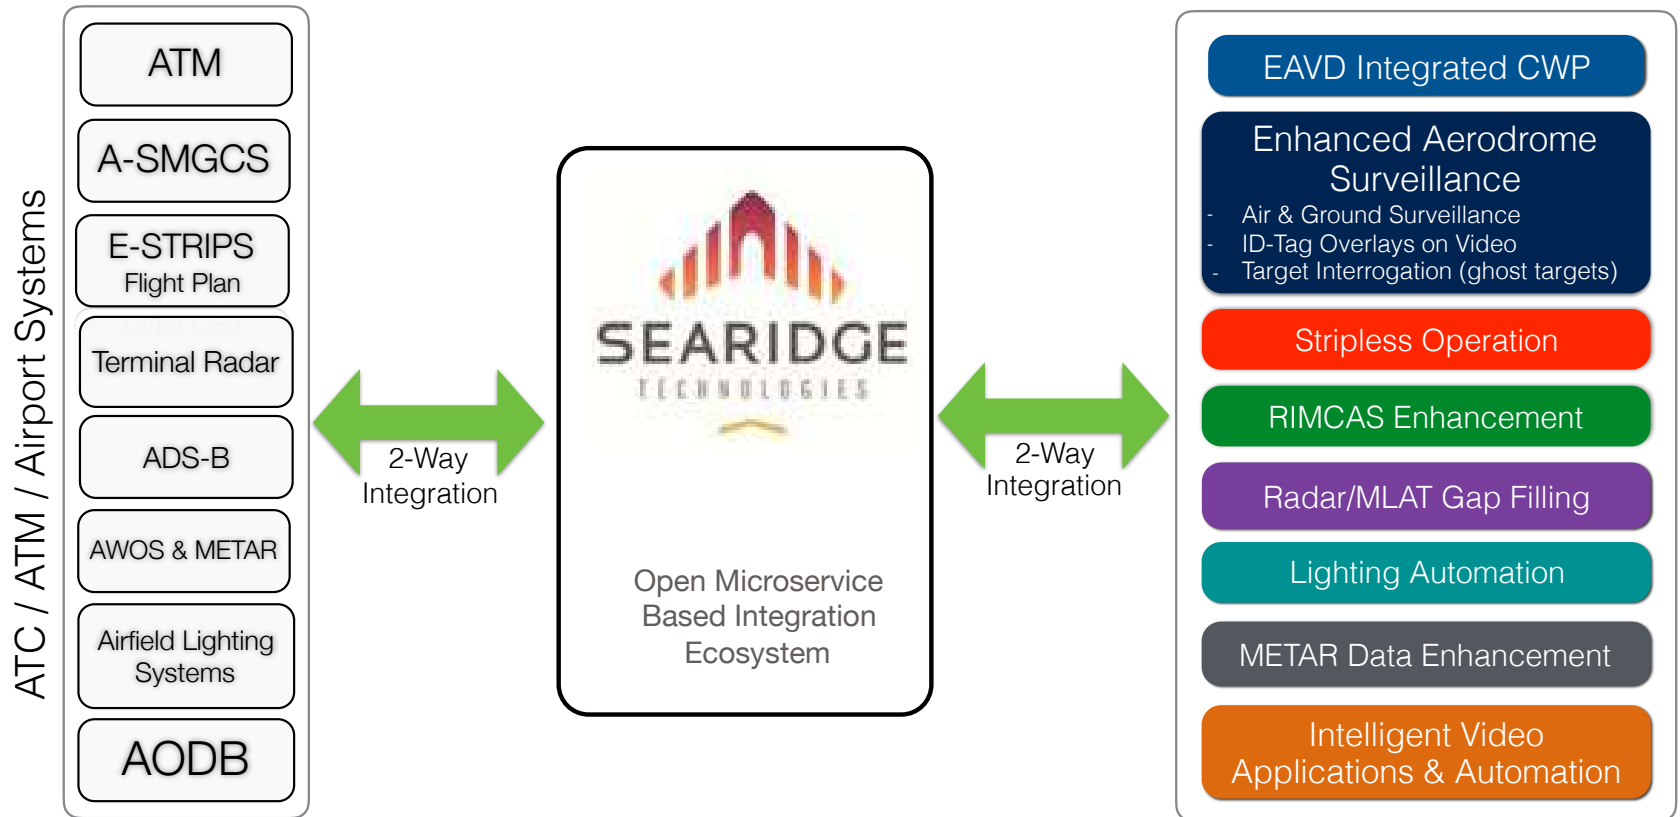 ATC / ATM / Airport Systems
ATM
A-SMGCS
E-STRIPS
Flight Plan
Terminal Radar
ADS-B
AWOS & METAR
Airfield Lighting
Systems
AODB
2-Way
Integration
SEARIDGE
TECHNOLOGIES
Open Microservice
Based Integration
Ecosystem
2-Way
Integration
EAVD Integrated CWP
Enhanced Aerodrome
Surveillance
- Air & Ground Surveillance
- ID-Tag Overlays on Video
- Target Interrogation (ghost targets)
Stripless Operation
RIMCAS Enhancement
Radar/MLAT Gap Filling
Lighting Automation
METAR Data Enhancement
Intelligent Video
Applications & Automation